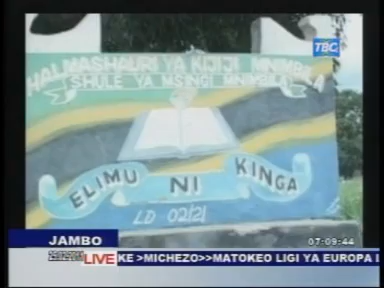 TBC
HALMASHAURI YA KIJIJI
SHULE YA MSINGI
ELIMU NI KINGA
LD 02/21
JAMBO
07:09:44
LIVE
KE >MICHEZO>>MATOKEO LIGI YA EUROPA